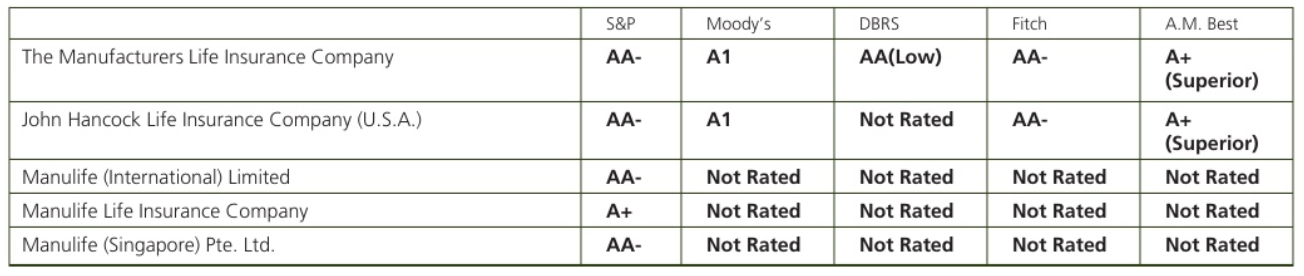 S&P Moody's DBRS Fitch A.M. Best
The Manufacturers Life Insurance Company AA- A1 AA(Low) AA- A+
(Superior)
John Hancock Life Insurance Company (U.S.A.) AA- A1 Not Rated AA- A+
(Superior)
Manulife (International) Limited AA- Not Rated Not Rated Not Rated Not Rated
Manulife Life Insurance Company A+ Not Rated Not Rated Not Rated Not Rated
Manulife (Singapore) Pte. Ltd. AA- Not Rated Not Rated Not Rated Not Rated